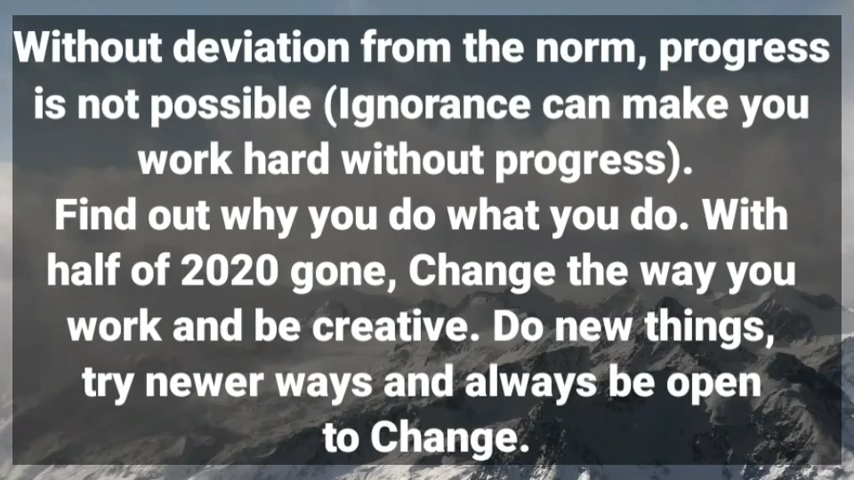 Without deviation from the norm, progress
is not possible (Ignorance can make you
work hard without progress).
Find out why you do what you do. With
half of 2020 gone, Change the way you
work and be creative. Do new things,
try newer ways and always be open
to Change.